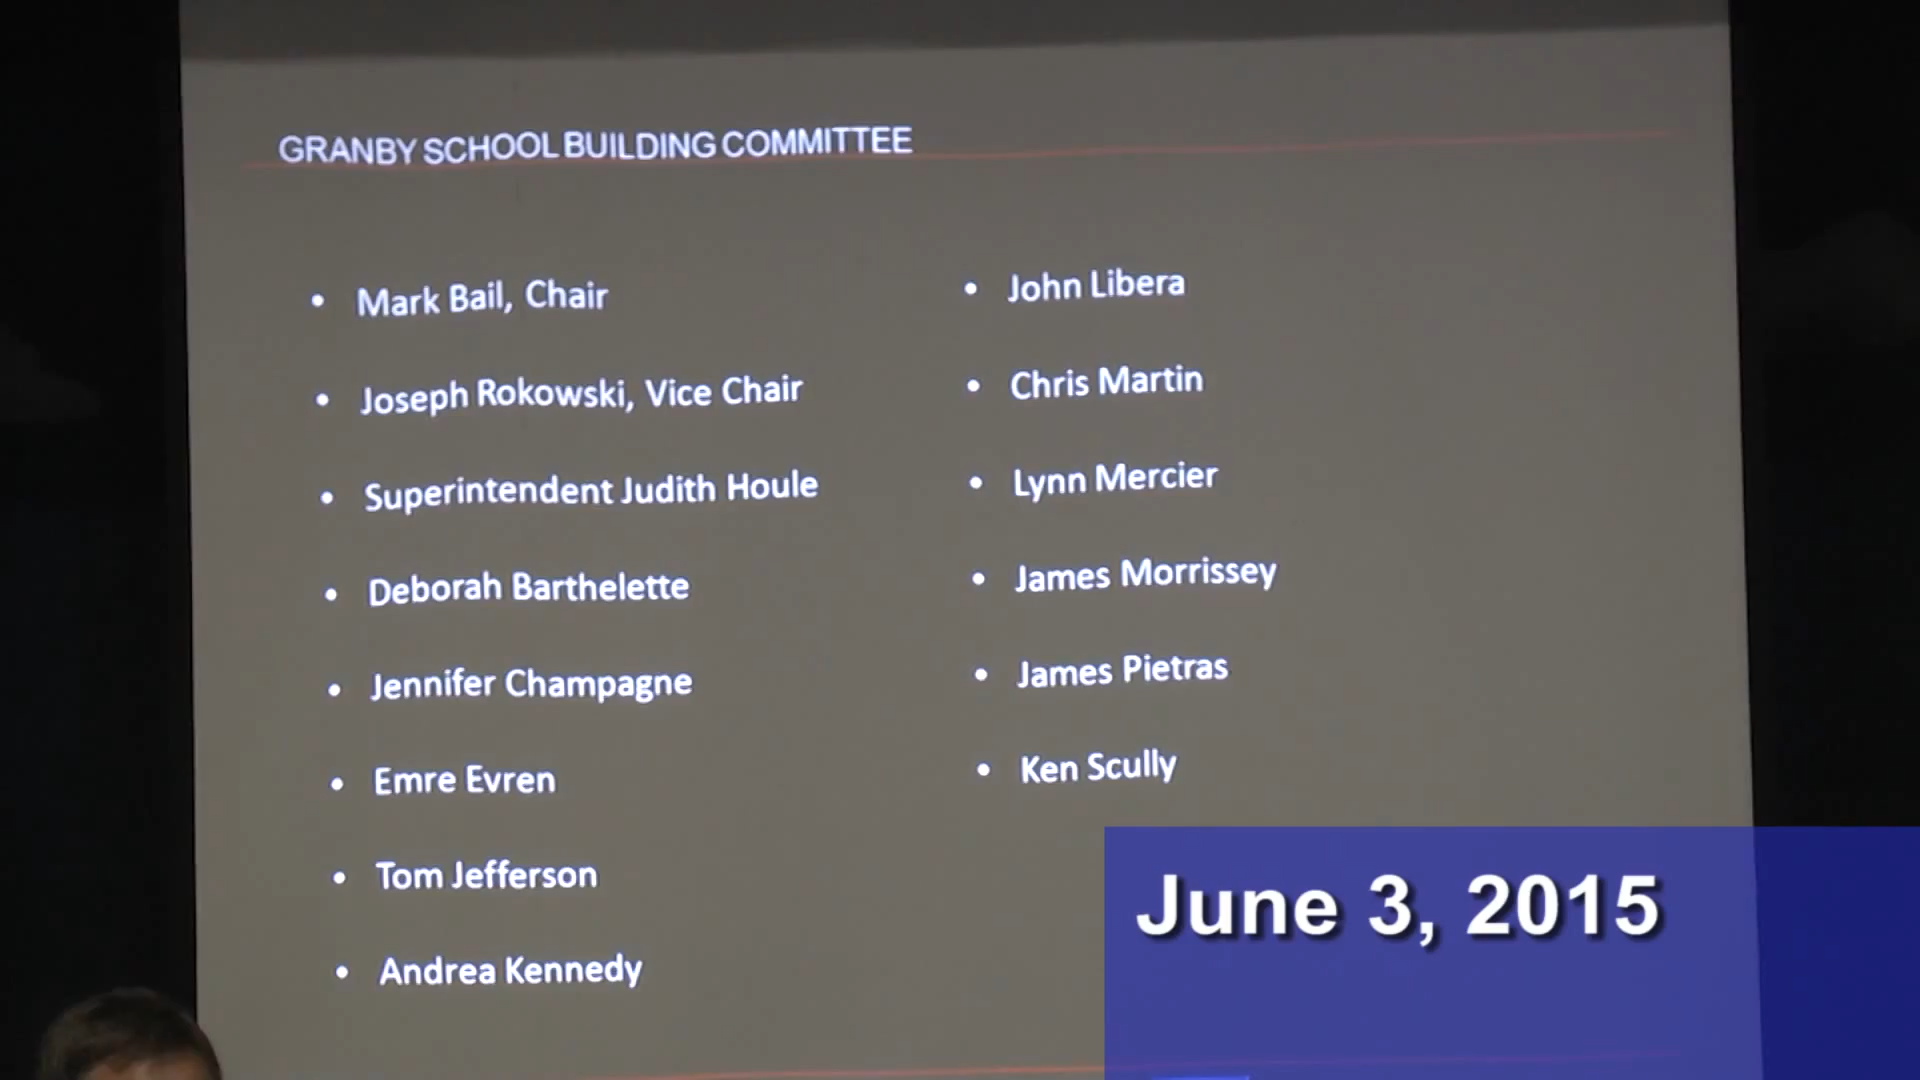 GRANBY SCHOOL BUILDING COMMITTEE
• Mark Bail, Chair
• Joseph Rokowski, Vice Chair
• Superintendent Judith Houle
• Deborah Barthelette
• Jennifer Champagne
• Emre Evren
• Tom Jefferson
• Andrea Kennedy
• John Libera
• Chris Martin
• Lynn Mercier
• James Morrissey
• James Pietras
• Ken Scully
June 3, 2015